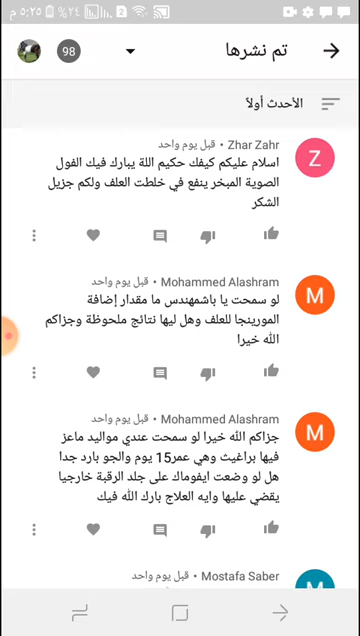 ٥:٢٥ م ٢٤٪ 2
تم نشرها 98
الأحدث أولاً
Zhar Zahr • قبل يوم واحد
اسلام عليكم كيفك حكيم اللة يبارك فيك الفول
الصوية المبخر ينفع في خلطت العلف ولكم جزيل
الشكر
Z
Mohammed Alashram • قبل يوم واحد
لو سمحت يا باشمهندس ما مقدار إضافة
المورينجا للعلف وهل ليها نتائج ملحوظة وجزاكم
الله خيرا
M
Mohammed Alashram • قبل يوم واحد
جزاكم الله خيرا لو سمحت عندي مواليد ماعز
فيها براغيث وهي عمر15 يوم والجو بارد جدا
هل لو وضعت ايفوماك على جلد الرقبة خارجيا
يقضي عليها وايه العلاج بارك الله فيك
M
Mostafa Saber • قبل يوم واحد
M